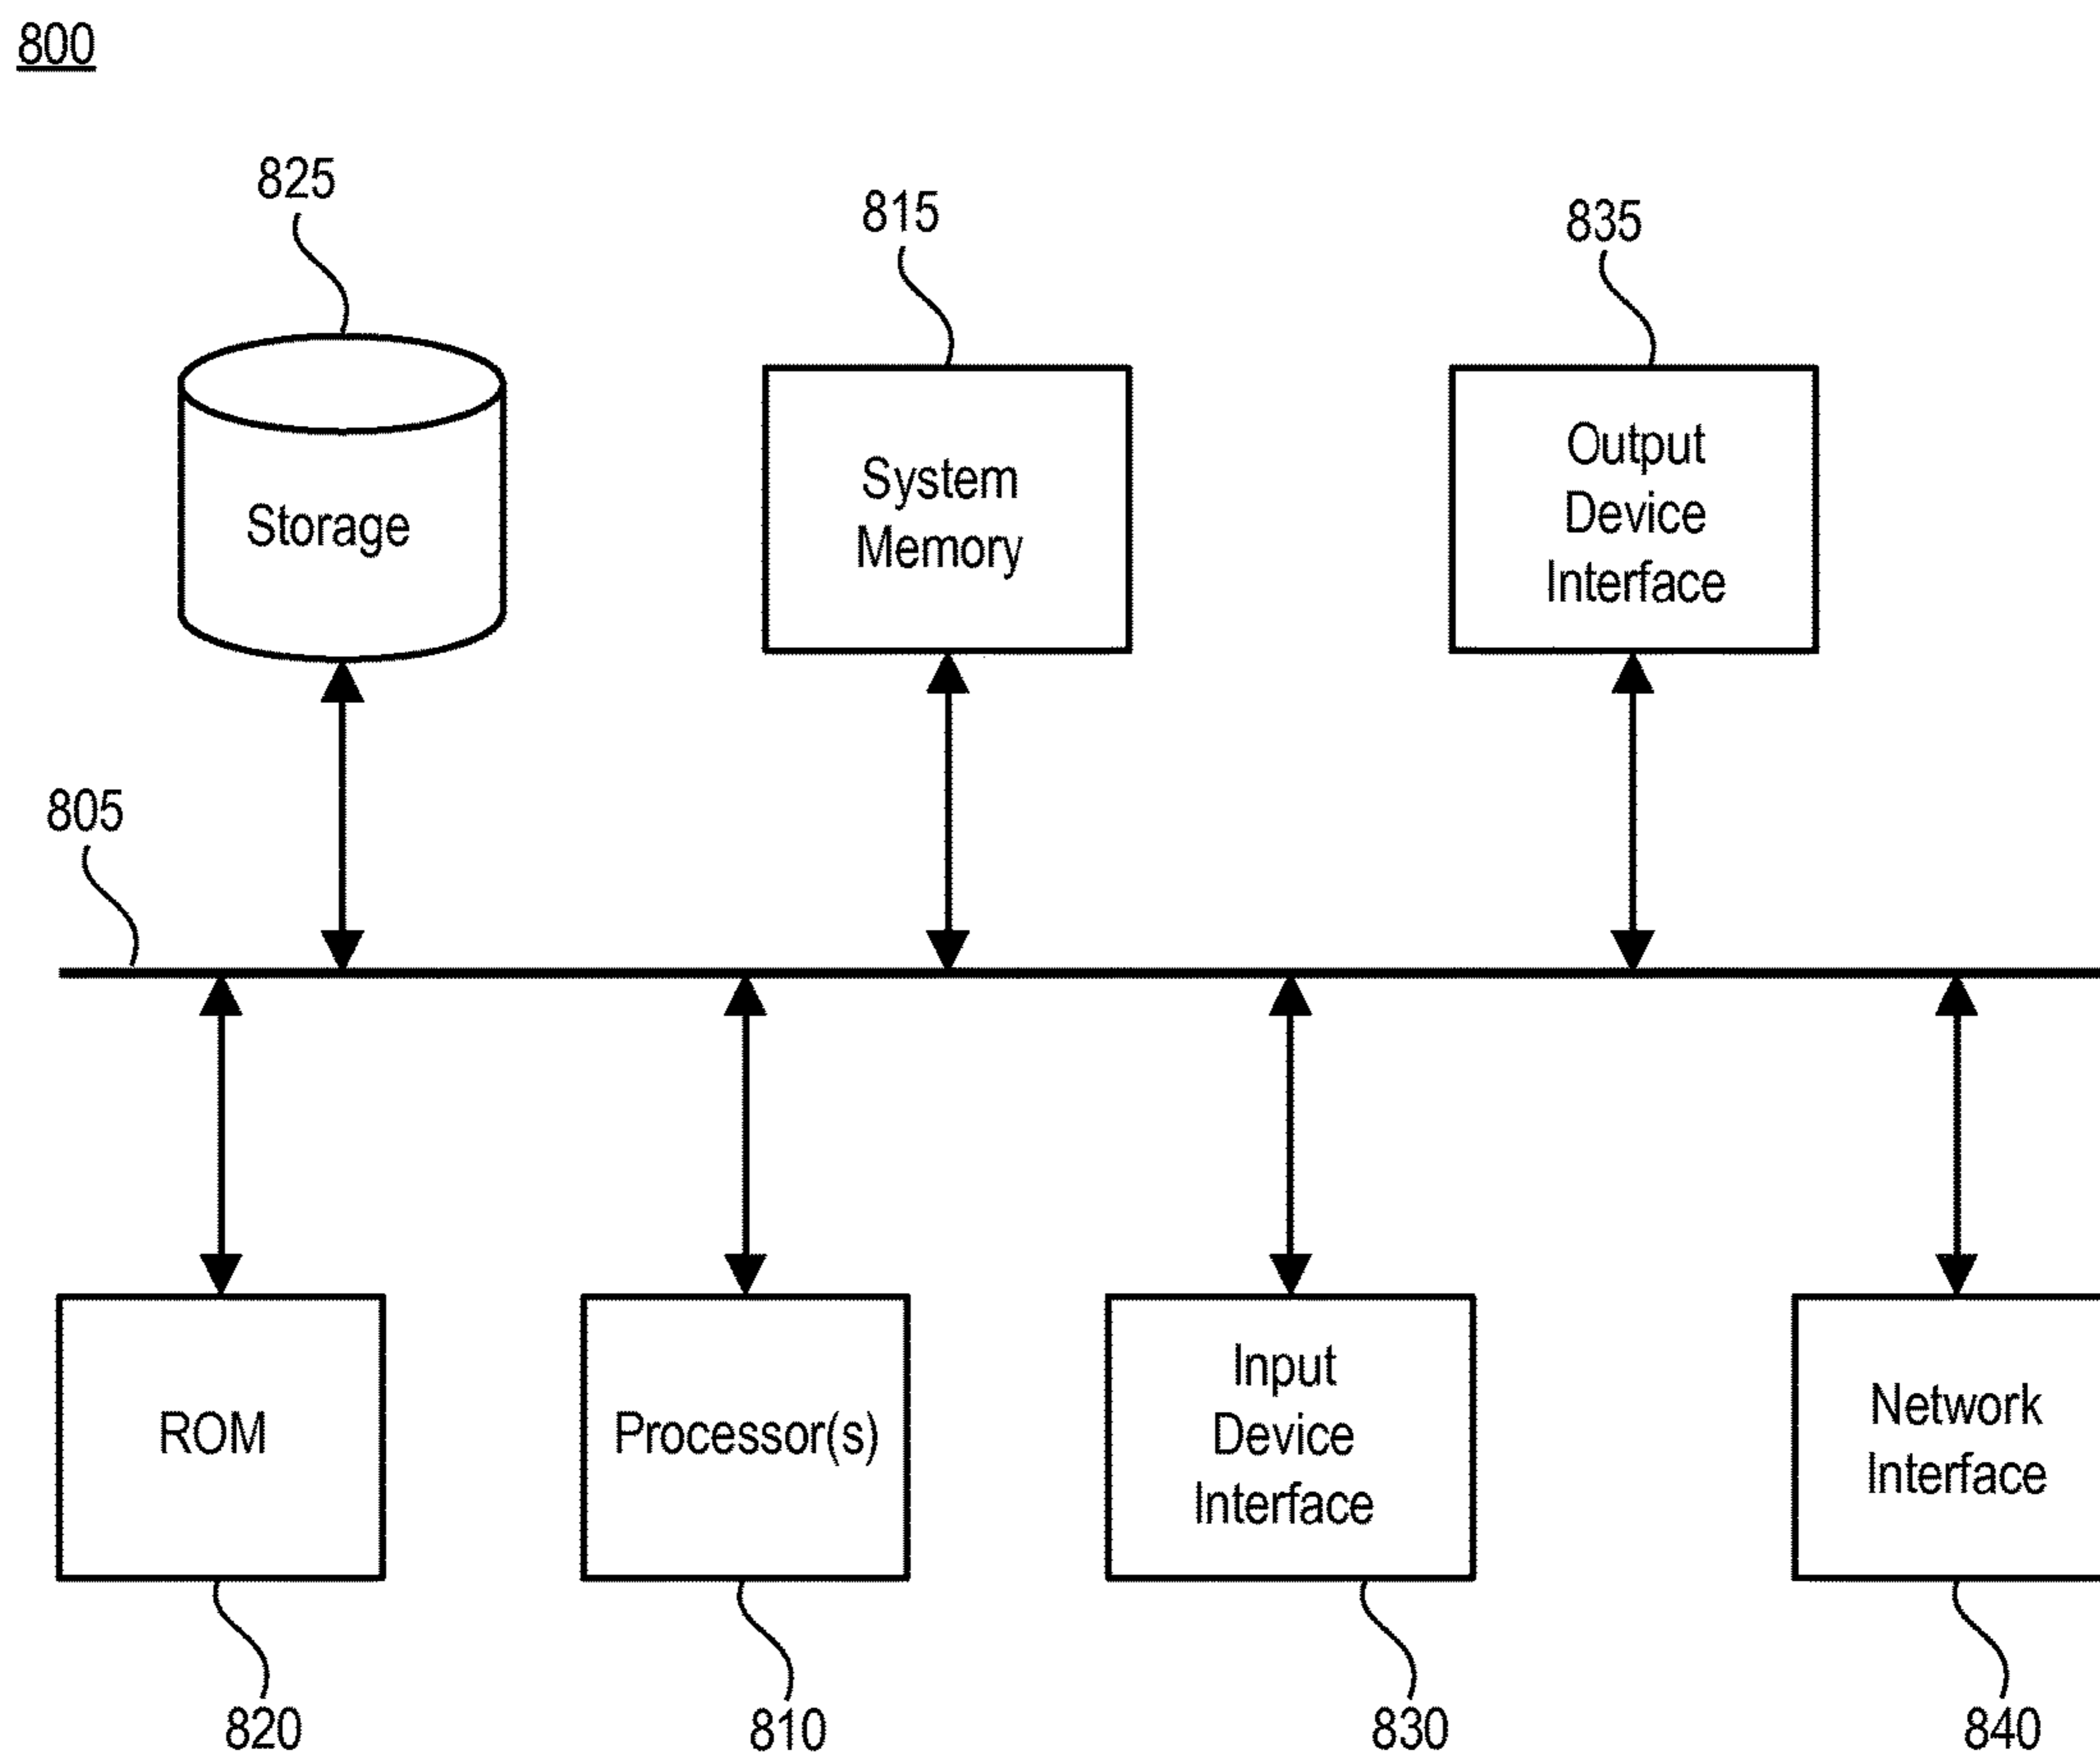 800
825
815
835
Storage
System
Memory
Output
Device
Interface
805
ROM
Processor(s)
Input
Device
Interface
Network
Interface
820
810
830
840